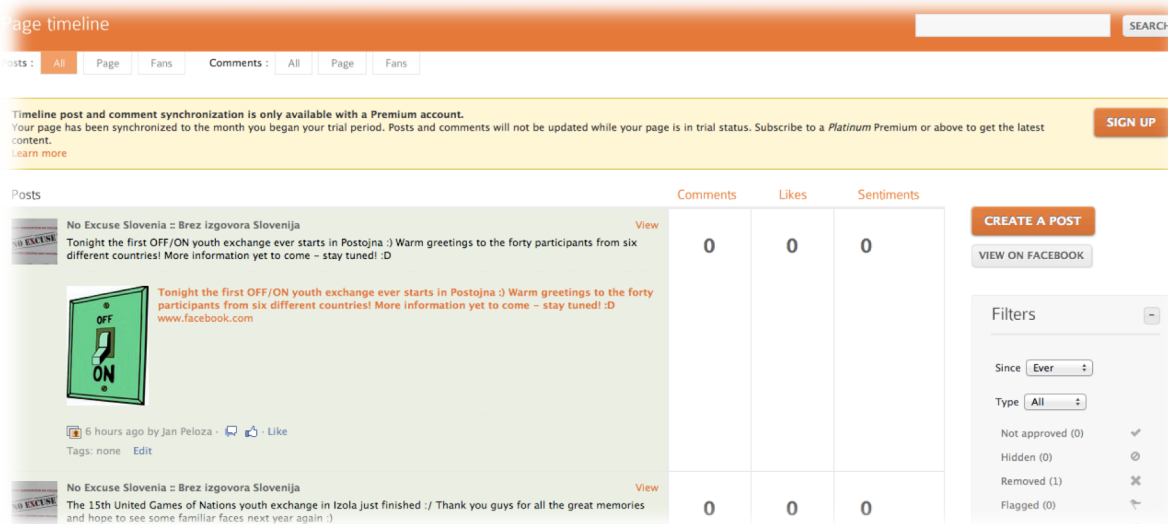 Page timeline
SEARCH
Posts : All Page Fans Comments : All Page Fans
Timeline post and comment synchronization is only available with a Premium account.
Your page has been synchronized to the month you began your trial period. Posts and comments will not be updated while your page is in trial status. Subscribe to a Platinum Premium or above to get the latest
content.
Learn more
SIGN UP
Posts Comments Likes Sentiments
No Excuse Slovenia :: Brez izgovora Slovenija View
Tonight the first OFF/ON youth exchange ever starts in Postojna :) Warm greetings to the forty participants from six
different countries! More information yet to come – stay tuned! :D
NO EXCUSE
0 0 0
OFF
ON
Tonight the first OFF/ON youth exchange ever starts in Postojna :) Warm greetings to the forty
participants from six different countries! More information yet to come – stay tuned! :D
www.facebook.com
6 hours ago by Jan Peloza · · Like
Tags: none Edit
No Excuse Slovenia :: Brez izgovora Slovenija View
The 15th United Games of Nations youth exchange in Izola just finished :/ Thank you guys for all the great memories
and hope to see some familiar faces next year again :)
NO EXCUSE
0 0 0
CREATE A POST
VIEW ON FACEBOOK
Filters
Since Ever
Type All
Not approved (0)
Hidden (0)
Removed (1)
Flagged (0)